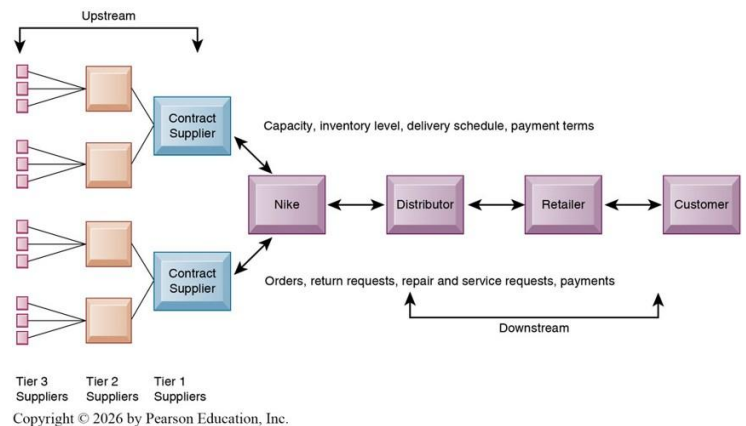 Upstream
Contract
Supplier
Capacity, inventory level, delivery schedule, payment terms
Nike
Distributor
Retailer
Customer
Contract
Supplier
Orders, return requests, repair and service requests, payments
Downstream
Tier 3
Suppliers
Tier 2
Suppliers
Tier 1
Suppliers
Copyright © 2026 by Pearson Education, Inc.